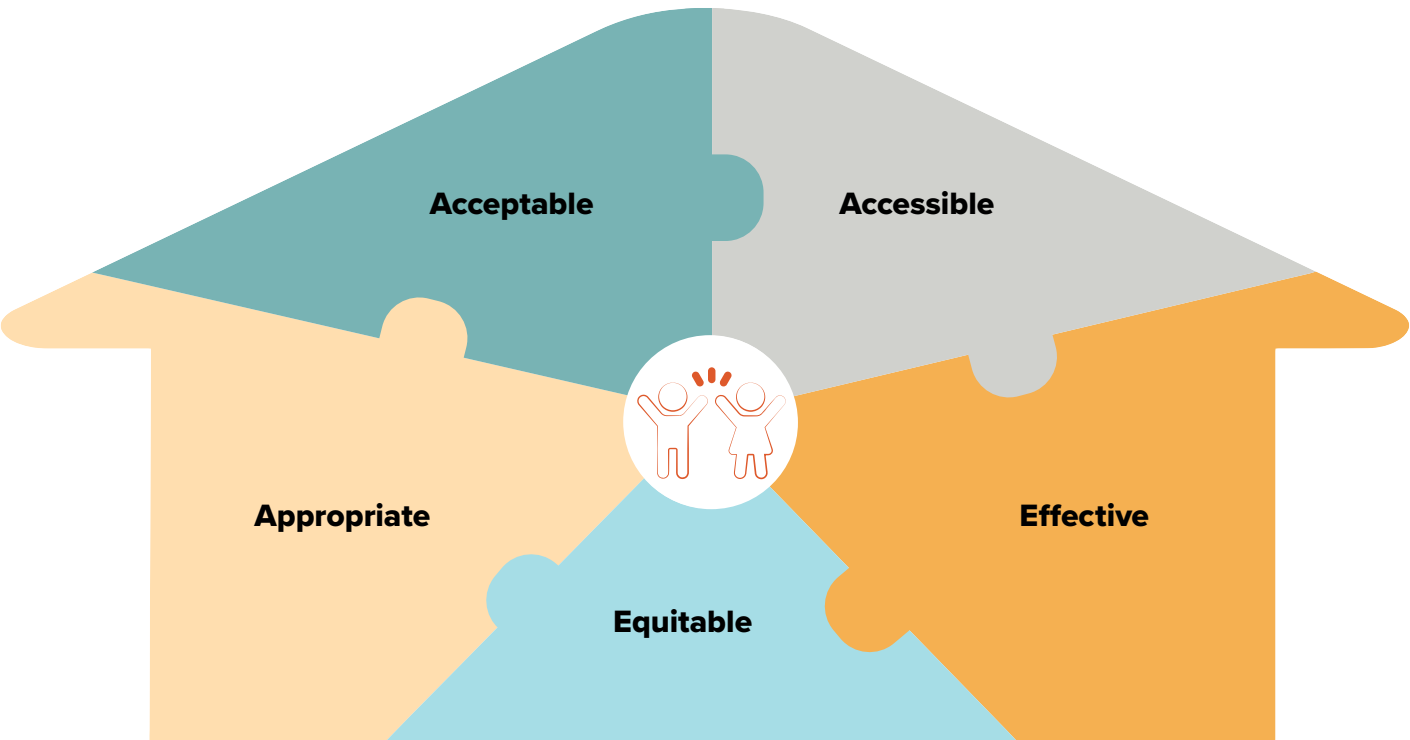 Acceptable
Accessible
Appropriate
Effective
Equitable